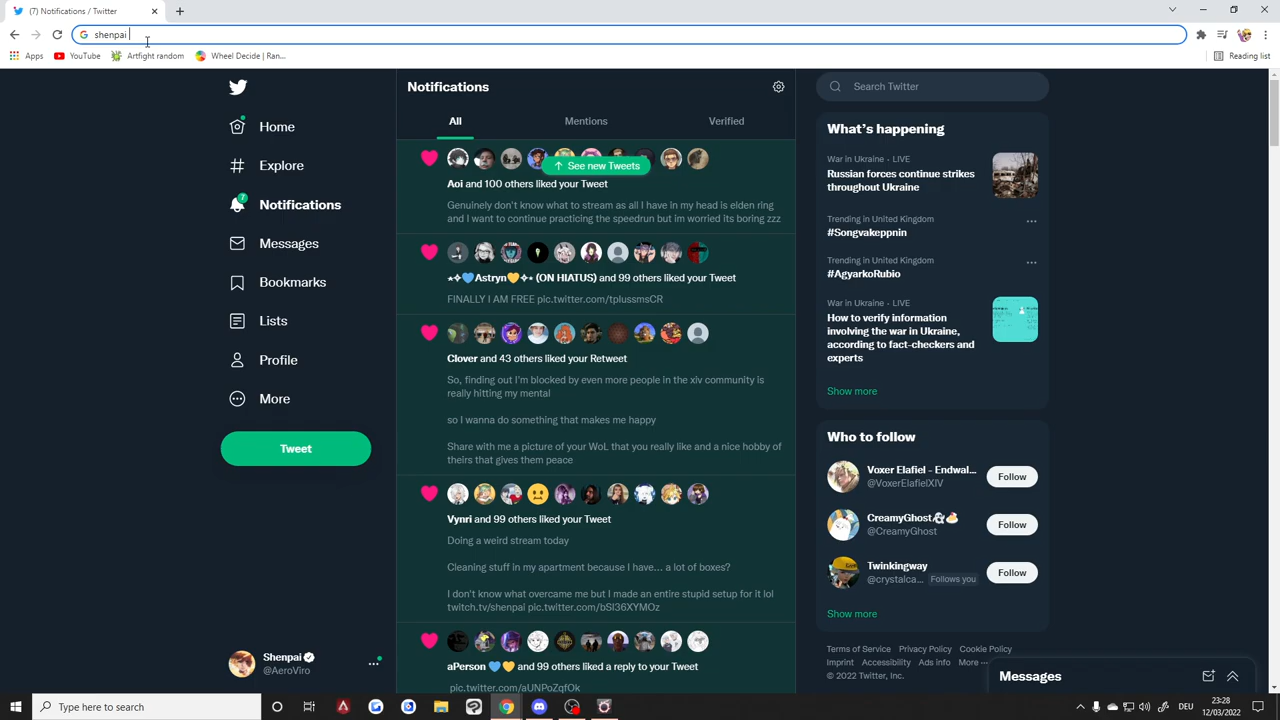 (7) Notifications / Twitter
shenpai
Apps
YouTube
Artfight random
Wheel Decide | Ran...
Reading list
Home
Explore
7
Notifications
Messages
Bookmarks
Lists
Profile
More
Tweet
Shenpai
@AeroViro
Notifications
All
Mentions
Verified
See new Tweets
Aoi and 100 others liked your Tweet
Genuinely don't know what to stream as all I have in my head is elden ring
and I want to continue practicing the speedrun but im worried its boring zzz
⋆✧💙Astryn💛✧⋆ (ON HIATUS) and 99 others liked your Tweet
FINALLY I AM FREE pic.twitter.com/tpIussmsCR
Clover and 43 others liked your Retweet
So, finding out I'm blocked by even more people in the xiv community is
really hitting my mental
so I wanna do something that makes me happy
Share with me a picture of your WoL that you really like and a nice hobby of
theirs that gives them peace
Vynri and 99 others liked your Tweet
Doing a weird stream today
Cleaning stuff in my apartment because I have... a lot of boxes?
I don't know what overcame me but I made an entire stupid setup for it lol
twitch.tv/shenpai pic.twitter.com/bSI36XYMOz
aPerson 💙💛 and 99 others liked a reply to your Tweet
pic.twitter.com/aUNPoZqfOk
Search Twitter
What's happening
War in Ukraine · LIVE
Russian forces continue strikes
throughout Ukraine
Trending in United Kingdom
#Songvakeppnin
Trending in United Kingdom
#AgyarkoRubio
War in Ukraine · LIVE
How to verify information
involving the war in Ukraine,
according to fact-checkers and
experts
Show more
Who to follow
Voxer Elafiel - Endwal...
@VoxerElafielXIV
Follow
CreamyGhost👻🍮
@CreamyGhost
Follow
Twinkingway
@crystalca... Follows you
Follow
Show more
Terms of Service Privacy Policy Cookie Policy
Imprint Accessibility Ads info More ···
© 2022 Twitter, Inc.
Messages
Type here to search
DEU
23:28
12/03/2022